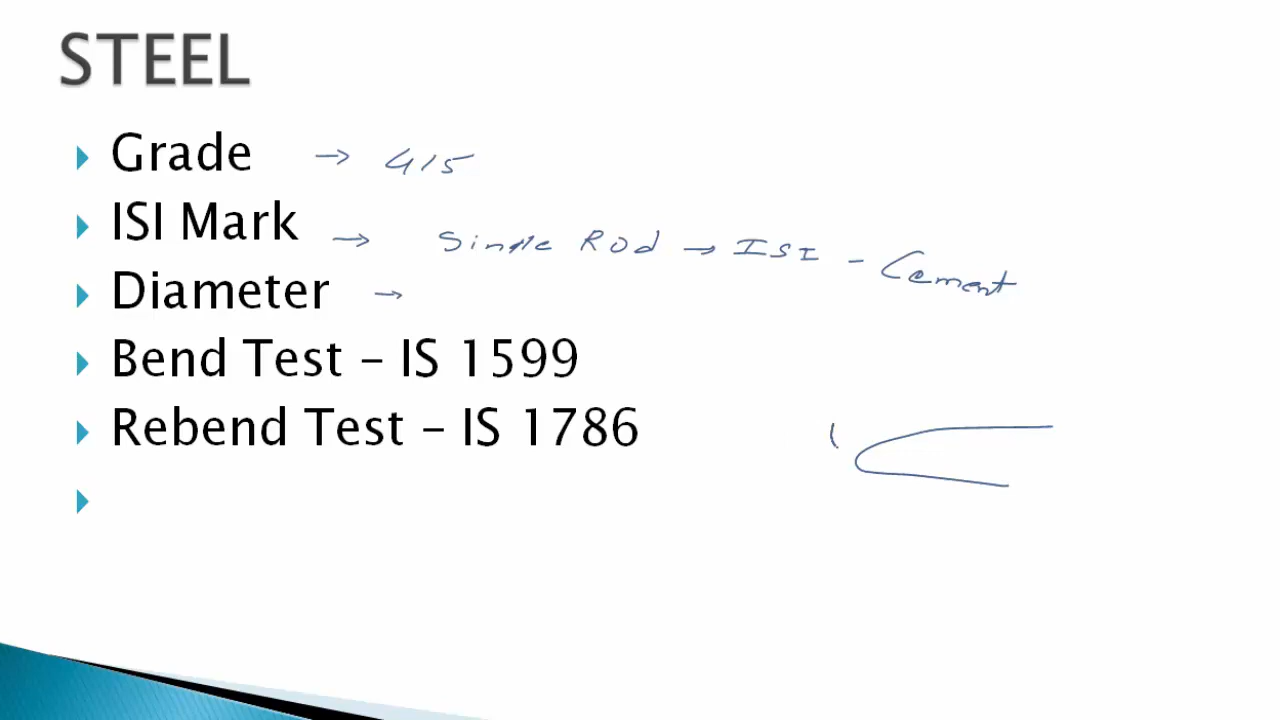 STEEL
Grade → 415
ISI Mark → Single Rod → ISI - Cement
Diameter →
Bend Test – IS 1599
Rebend Test – IS 1786